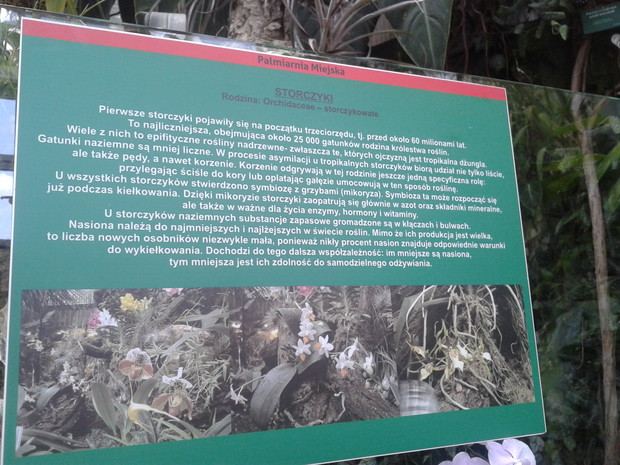 Palmiarnia Miejska
STORCZYKI
Rodzina: Orchidaceae – storczykowate
Pierwsze storczyki pojawiły się na początku trzeciorzędu, tj. przed około 60 milionami lat.
To najliczniejsza, obejmująca około 25 000 gatunków rodzina królestwa roślin.
Wiele z nich to epifityczne rośliny nadrzewne- zwłaszcza te, których ojczyzną jest tropikalna dżungla.
Gatunki naziemne są mniej liczne. W procesie asymilacji u tropikalnych storczyków biorą udział nie tylko liście,
ale także pędy, a nawet korzenie. Korzenie odgrywają w tej rodzinie jeszcze jedną specyficzną rolę:
przylegając ściśle do kory lub oplatając gałęzie umocowują w ten sposób roślinę.
U wszystkich storczyków stwierdzono symbiozę z grzybami (mikoryza). Symbioza ta może rozpocząć się
już podczas kiełkowania. Dzięki mikoryzie storczyki zaopatrują się głównie w azot oraz składniki mineralne,
ale także w ważne dla życia enzymy, hormony i witaminy.
U storczyków naziemnych substancje zapasowe gromadzone są w kłączach i bulwach.
Nasiona należą do najmniejszych i najlżejszych w świecie roślin. Mimo że ich produkcja jest wielka,
to liczba nowych osobników niezwykle mała, ponieważ nikły procent nasion znajduje odpowiednie warunki
do wykiełkowania. Dochodzi do tego dalsza współzależność: im mniejsze są nasiona,
tym mniejsza jest ich zdolność do samodzielnego odżywiania.